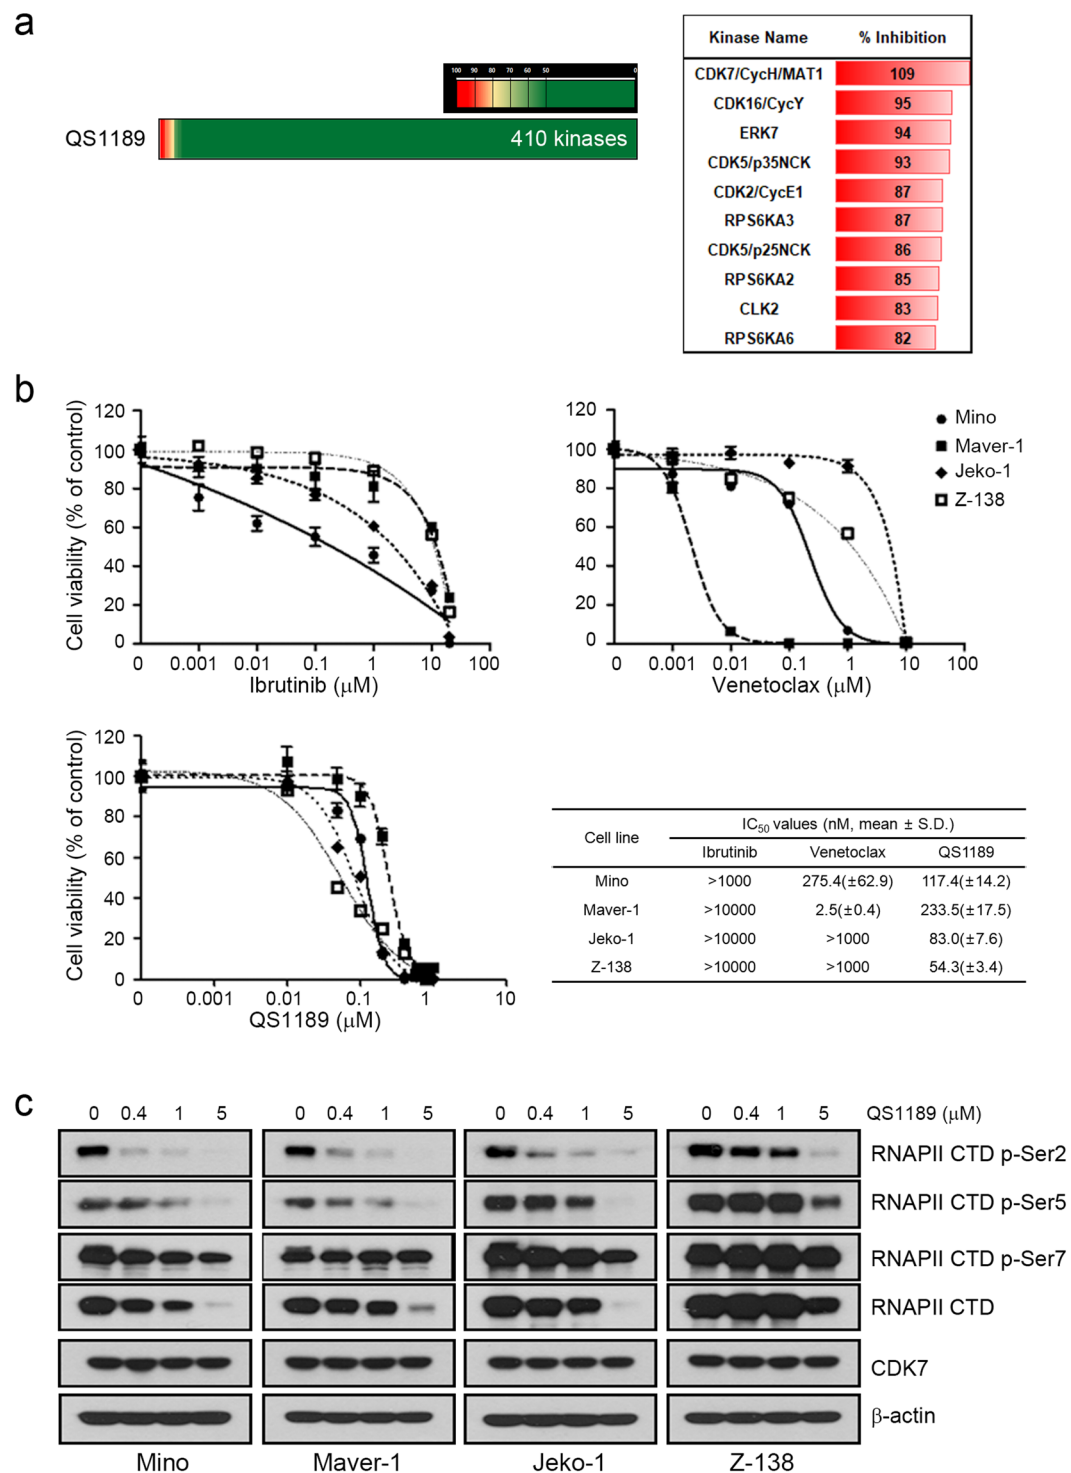 a
Kinase Name % Inhibition
CDK7/CycH/MAT1 109
CDK16/CycY 95
ERK7 94
CDK5/p35NCK 93
CDK2/CycE1 87
RPS6KA3 87
CDK5/p25NCK 86
RPS6KA2 85
CLK2 83
RPS6KA6 82
100 90 80 70 60 50 0
QS1189 410 kinases
b
Cell viability (% of control)
120
100
80
60
40
20
0
0 0.001 0.01 0.1 1 10 100
Ibrutinib (μM)
120
100
80
60
40
20
0
0 0.001 0.01 0.1 1 10 100
Venetoclax (μM)
Mino
Maver-1
Jeko-1
Z-138
Cell viability (% of control)
120
100
80
60
40
20
0
0 0.001 0.01 0.1 1 10
QS1189 (μM)
Cell line IC50 values (nM, mean ± S.D.)
Ibrutinib Venetoclax QS1189
Mino >1000 275.4(±62.9) 117.4(±14.2)
Maver-1 >10000 2.5(±0.4) 233.5(±17.5)
Jeko-1 >10000 >1000 83.0(±7.6)
Z-138 >10000 >1000 54.3(±3.4)
c
0 0.4 1 5 0 0.4 1 5 0 0.4 1 5 0 0.4 1 5 QS1189 (μM)
RNAPII CTD p-Ser2
RNAPII CTD p-Ser5
RNAPII CTD p-Ser7
RNAPII CTD
CDK7
β-actin
Mino Maver-1 Jeko-1 Z-138